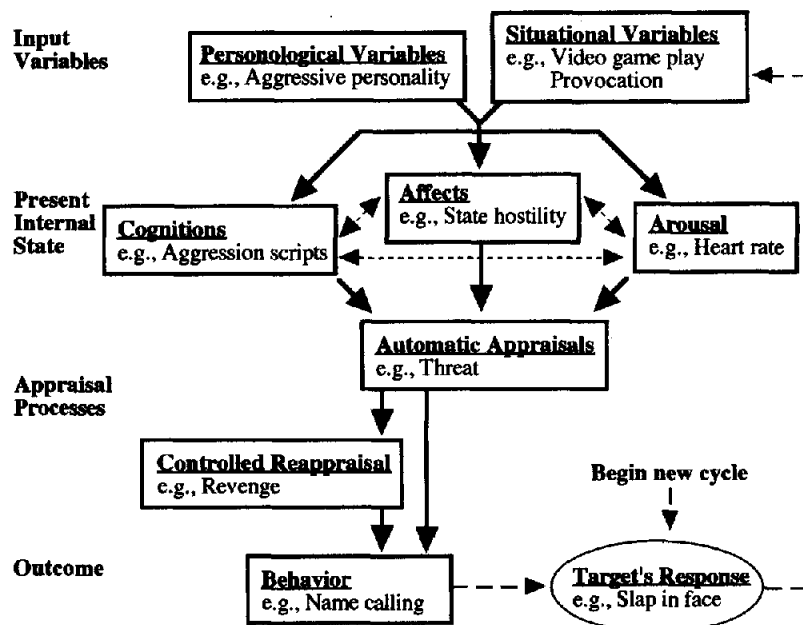 Input
Variables
Personological Variables
e.g., Aggressive personality
Situational Variables
e.g., Video game play
Provocation
Present
Internal
State
Cognitions
e.g., Aggression scripts
Affects
e.g., State hostility
Arousal
e.g., Heart rate
Automatic Appraisals
e.g., Threat
Appraisal
Processes
Controlled Reappraisal
e.g., Revenge
Begin new cycle
Outcome
Behavior
e.g., Name calling
Target's Response
e.g., Slap in face